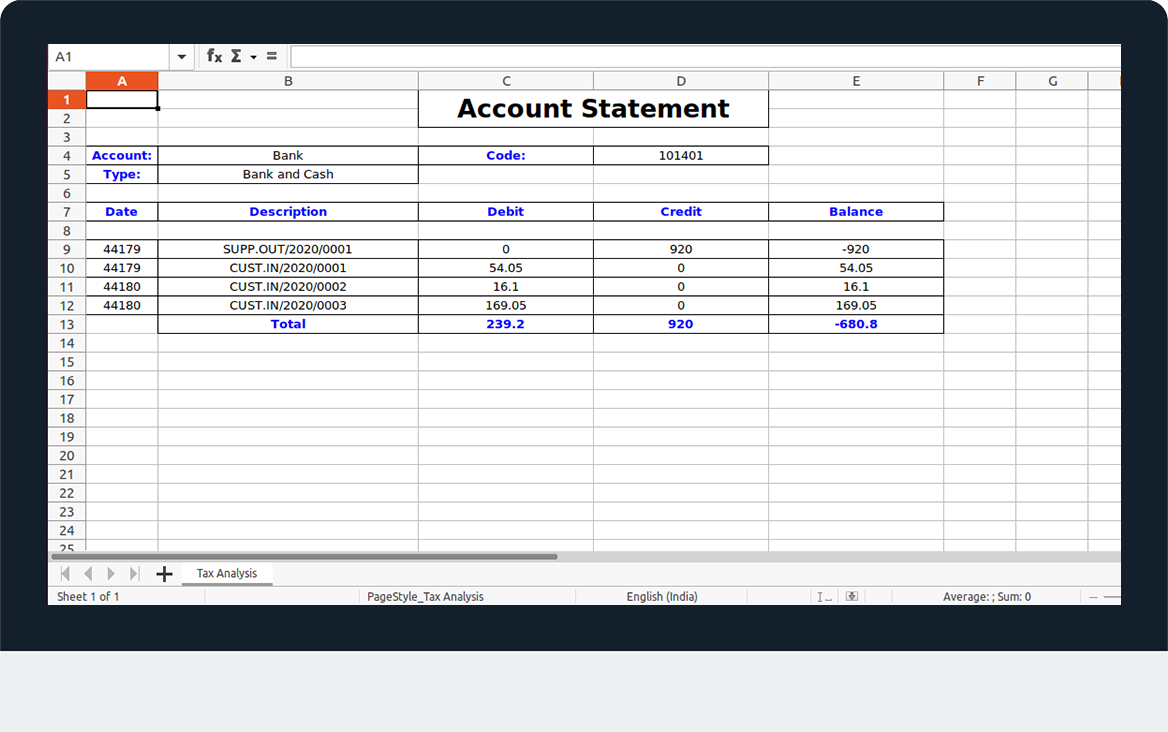 A1 fx Σ =
A B C D E F G
1 Account Statement
2
3
4 Account: Bank Code: 101401
5 Type: Bank and Cash
6
7 Date Description Debit Credit Balance
8
9 44179 SUPP.OUT/2020/0001 0 920 -920
10 44179 CUST.IN/2020/0001 54.05 0 54.05
11 44180 CUST.IN/2020/0002 16.1 0 16.1
12 44180 CUST.IN/2020/0003 169.05 0 169.05
13 Total 239.2 920 -680.8
14
15
16
17
18
19
20
21
22
23
24
25
Tax Analysis
Sheet 1 of 1 PageStyle_Tax Analysis English (India) Average: ; Sum: 0